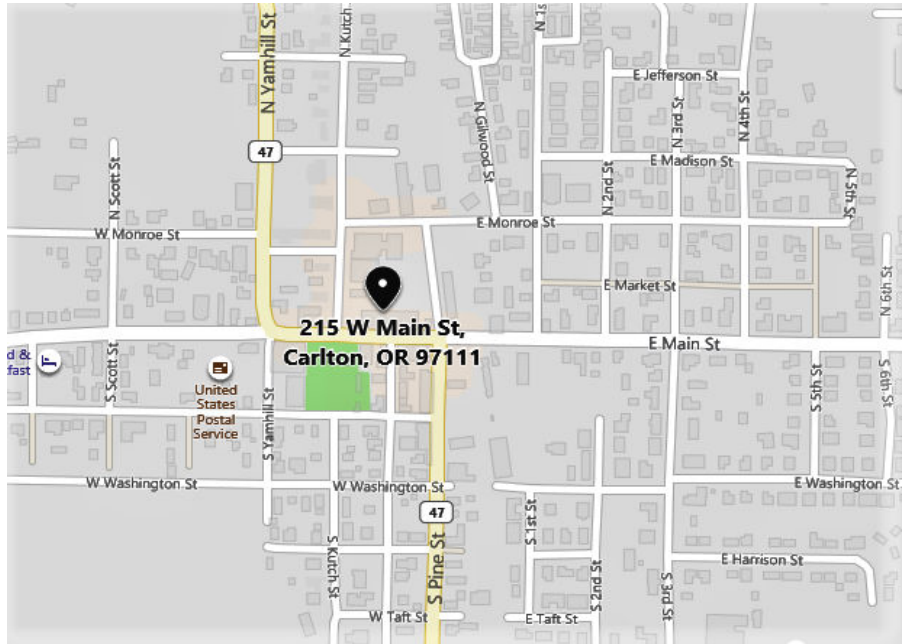 N Yamhill St
N Kutch
N 1s
E Jefferson St
N Gilwood St
N 3rd St
N 4th St
47
E Madison St
N Scott St
N 2nd St
N 5th St
E Monroe St
W Monroe St
E Market St
N 6th St
215 W Main St,
Carlton, OR 97111
E Main St
d &
fast
S Scott St
United
States
Postal
Service
S Yamhill St
S 5th St
S 6th St
W Washington St
W Washington St
E Washington St
47
S 1st St
S Kutch St
S Pine St
S 2nd St
S 3rd St
E Harrison St
W Taft St
E Taft St